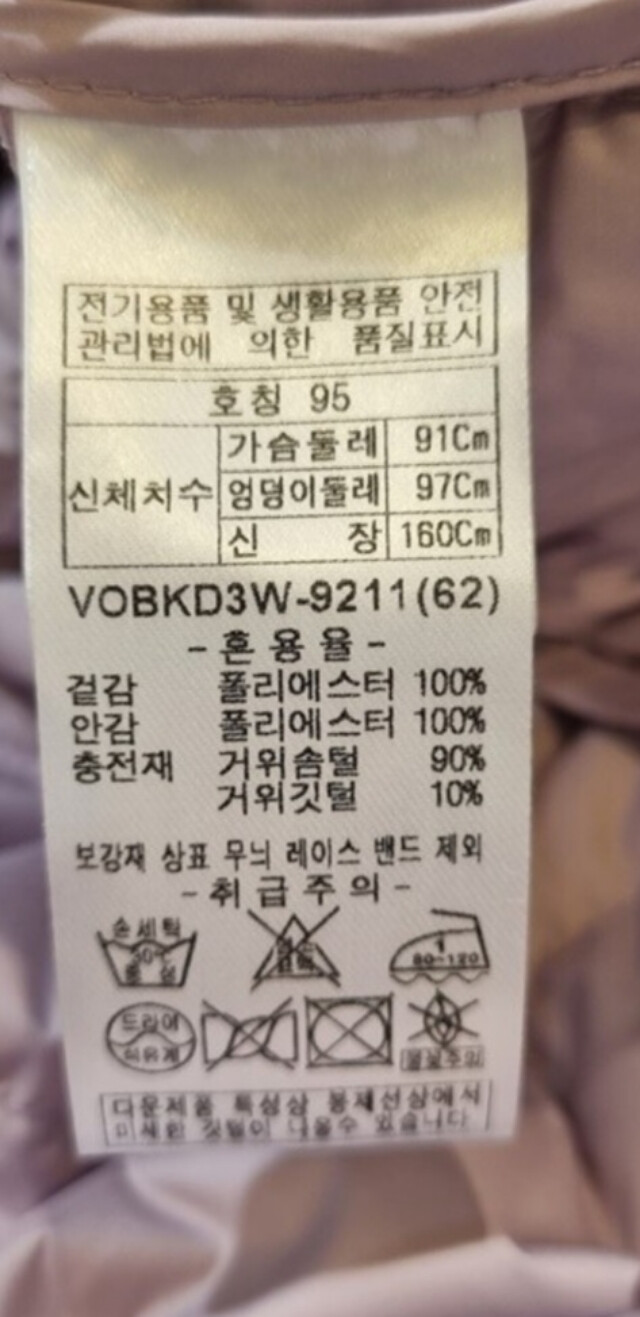 전기용품 및 생활용품 안전
관리법에 의한 품질표시
호칭 95
신체치수
가슴둘레 91Cm
엉덩이둘레 97Cm
신 장 160Cm
VOBKD3W-9211(62)
-혼용율-
겉감 폴리에스터 100%
안감 폴리에스터 100%
충전재 거위솜털 90%
거위깃털 10%
보강재 상표 무늬 레이스 밴드 제외
-취급주의-
손세탁
30°
중성
1
80-120
드라이
석유계
불꽃주의
다운제품 특성상 봉제선상에서
미세한 깃털이 나올수 있습니다